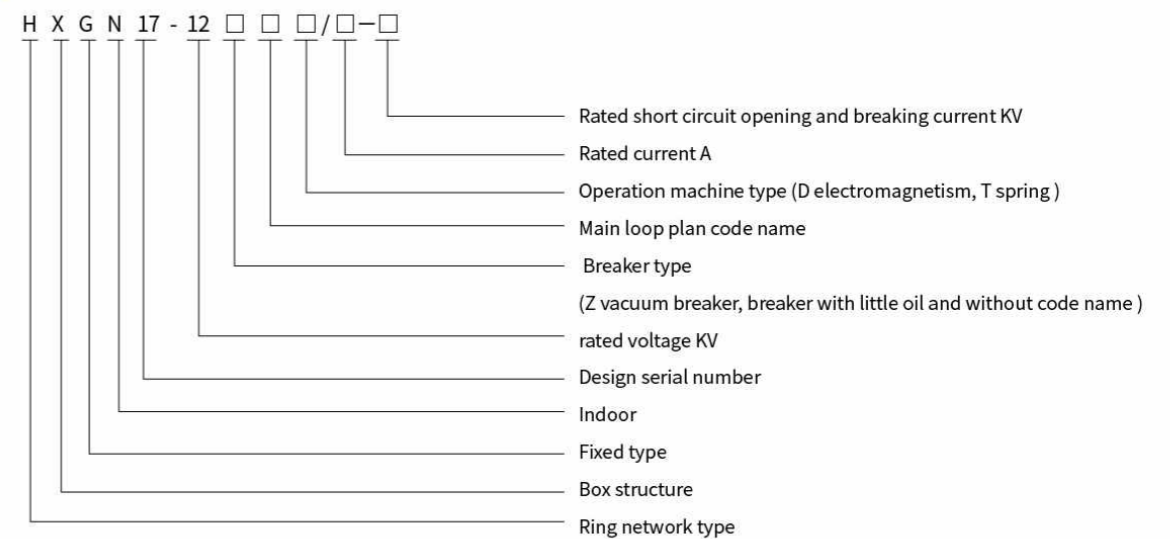 H X G N 17 - 12 □ □ □ / □ - □
Rated short circuit opening and breaking current KV
Rated current A
Operation machine type (D electromagnetism, T spring )
Main loop plan code name
Breaker type
(Z vacuum breaker, breaker with little oil and without code name )
rated voltage KV
Design serial number
Indoor
Fixed type
Box structure
Ring network type